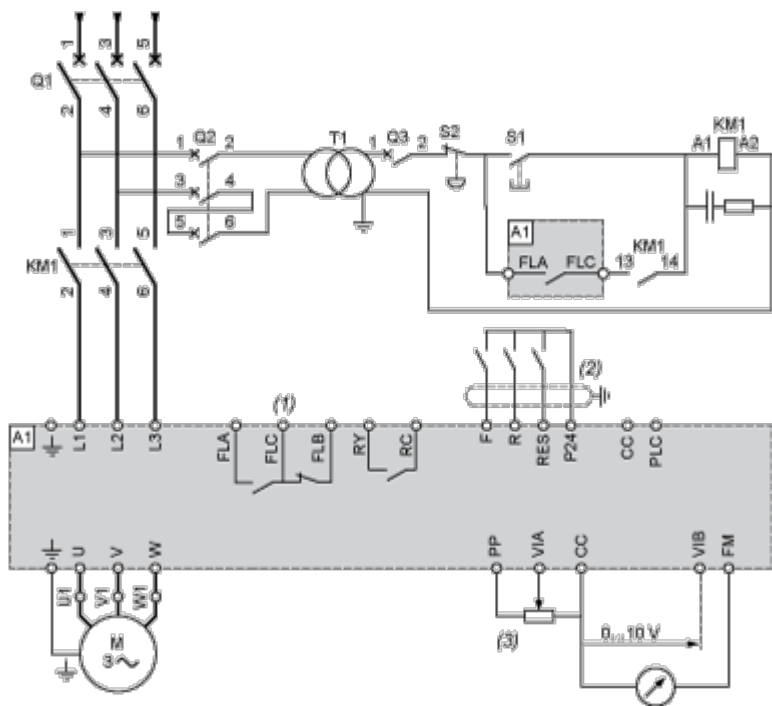 1 3 5
Q1
2 4 6
1 Q2 2
T1
1 Q3 2
S2
S1
KM1
A1 A2
3 4
5 6
A1
FLA FLC
KM1
13 14
1 3 5
KM1
2 4 6
(1)
(2)
A1
L1 L2 L3 FLA FLC FLB RY RC F R RES P24 CC PLC
U V W PP VIA CC VIB FM
U1 V1 W1
M
3
(3)
0 ... 10 V